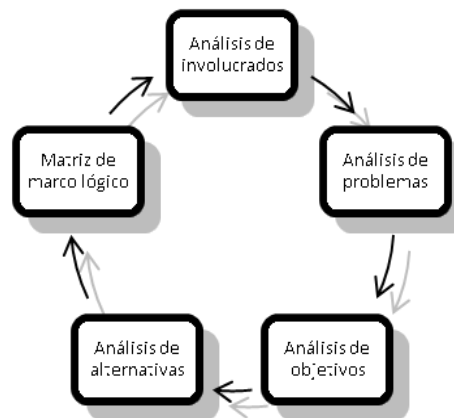 Análisis de
involucrados
Análisis de
problemas
Análisis de
objetivos
Análisis de
alternativas
Matriz de
marco lógico